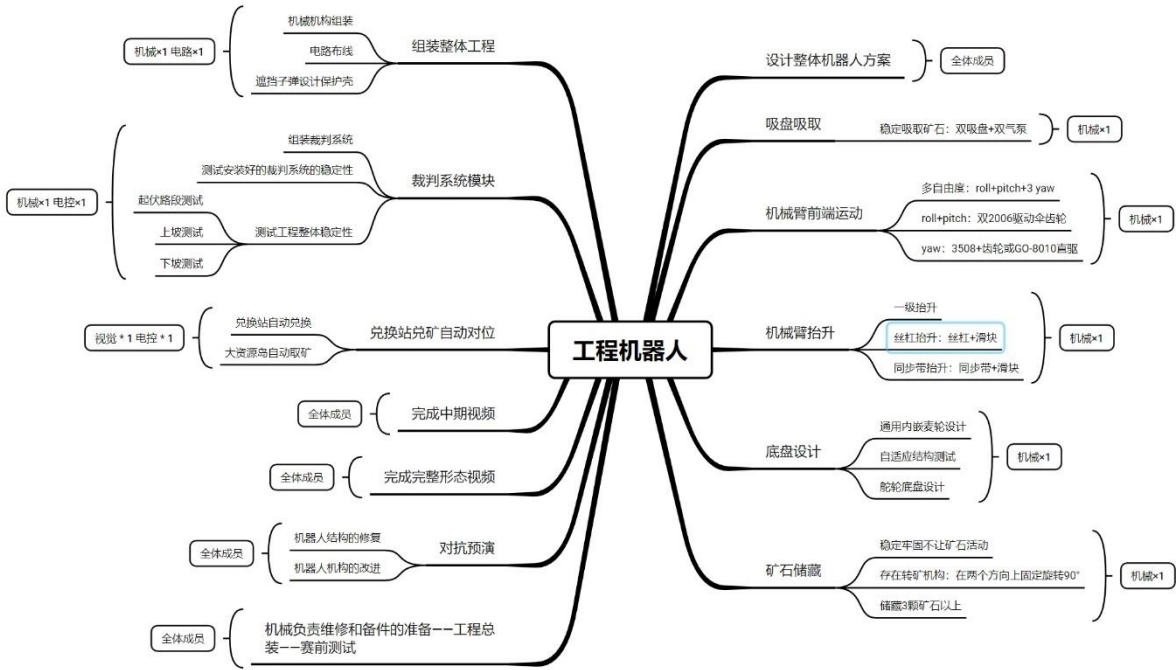 工程机器人
设计整体机器人方案
全体成员
吸盘吸取
稳定吸取矿石：双吸盘+双气泵
机械×1
机械臂前端运动
多自由度：roll+pitch+3 yaw
roll+pitch：双2006驱动伞齿轮
yaw：3508+齿轮或GO-8010直驱
机械×1
机械臂抬升
一级抬升
丝杠抬升：丝杠+滑块
同步带抬升：同步带+滑块
机械×1
底盘设计
通用内嵌麦轮设计
自适应结构测试
舵轮底盘设计
机械×1
矿石储藏
稳定牢固不让矿石活动
存在转矿机构：在两个方向上固定旋转90°
储藏3颗矿石以上
机械×1
组装整体工程
机械机构组装
电路布线
遮挡子弹设计保护壳
机械×1 电路×1
裁判系统模块
组装裁判系统
测试安装好的裁判系统的稳定性
测试工程整体稳定性
起伏路段测试
上坡测试
下坡测试
机械×1 电控×1
兑换站兑矿自动对位
兑换站自动兑换
大资源岛自动取矿
视觉 * 1 电控 * 1
完成中期视频
全体成员
完成完整形态视频
全体成员
对抗预演
机器人结构的修复
机器人机构的改进
全体成员
机械负责维修和备件的准备——工程总
装——赛前测试
全体成员